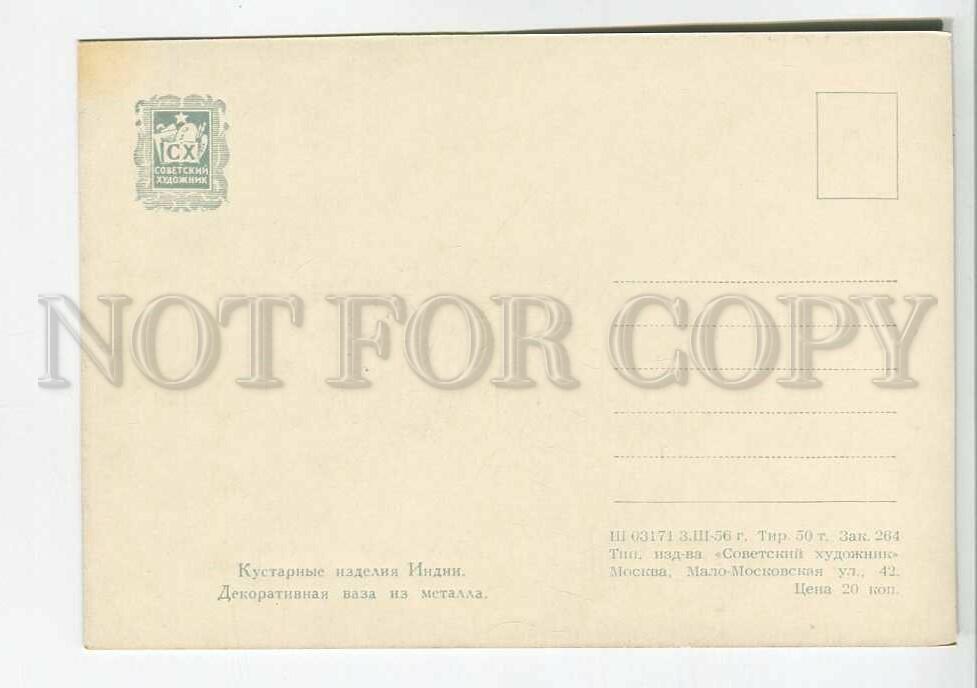 СХ
СОВЕТСКИЙ
ХУДОЖНИК
NOT FOR COPY
Ш 03171 3.Ш-56 г. Тир. 50 т. Зак. 264
Тип. изд-ва «Советский художник»
Москва, Мало-Московская ул., 42.
Цена 20 коп.
Кустарные изделия Индии.
Декоративная ваза из металла.